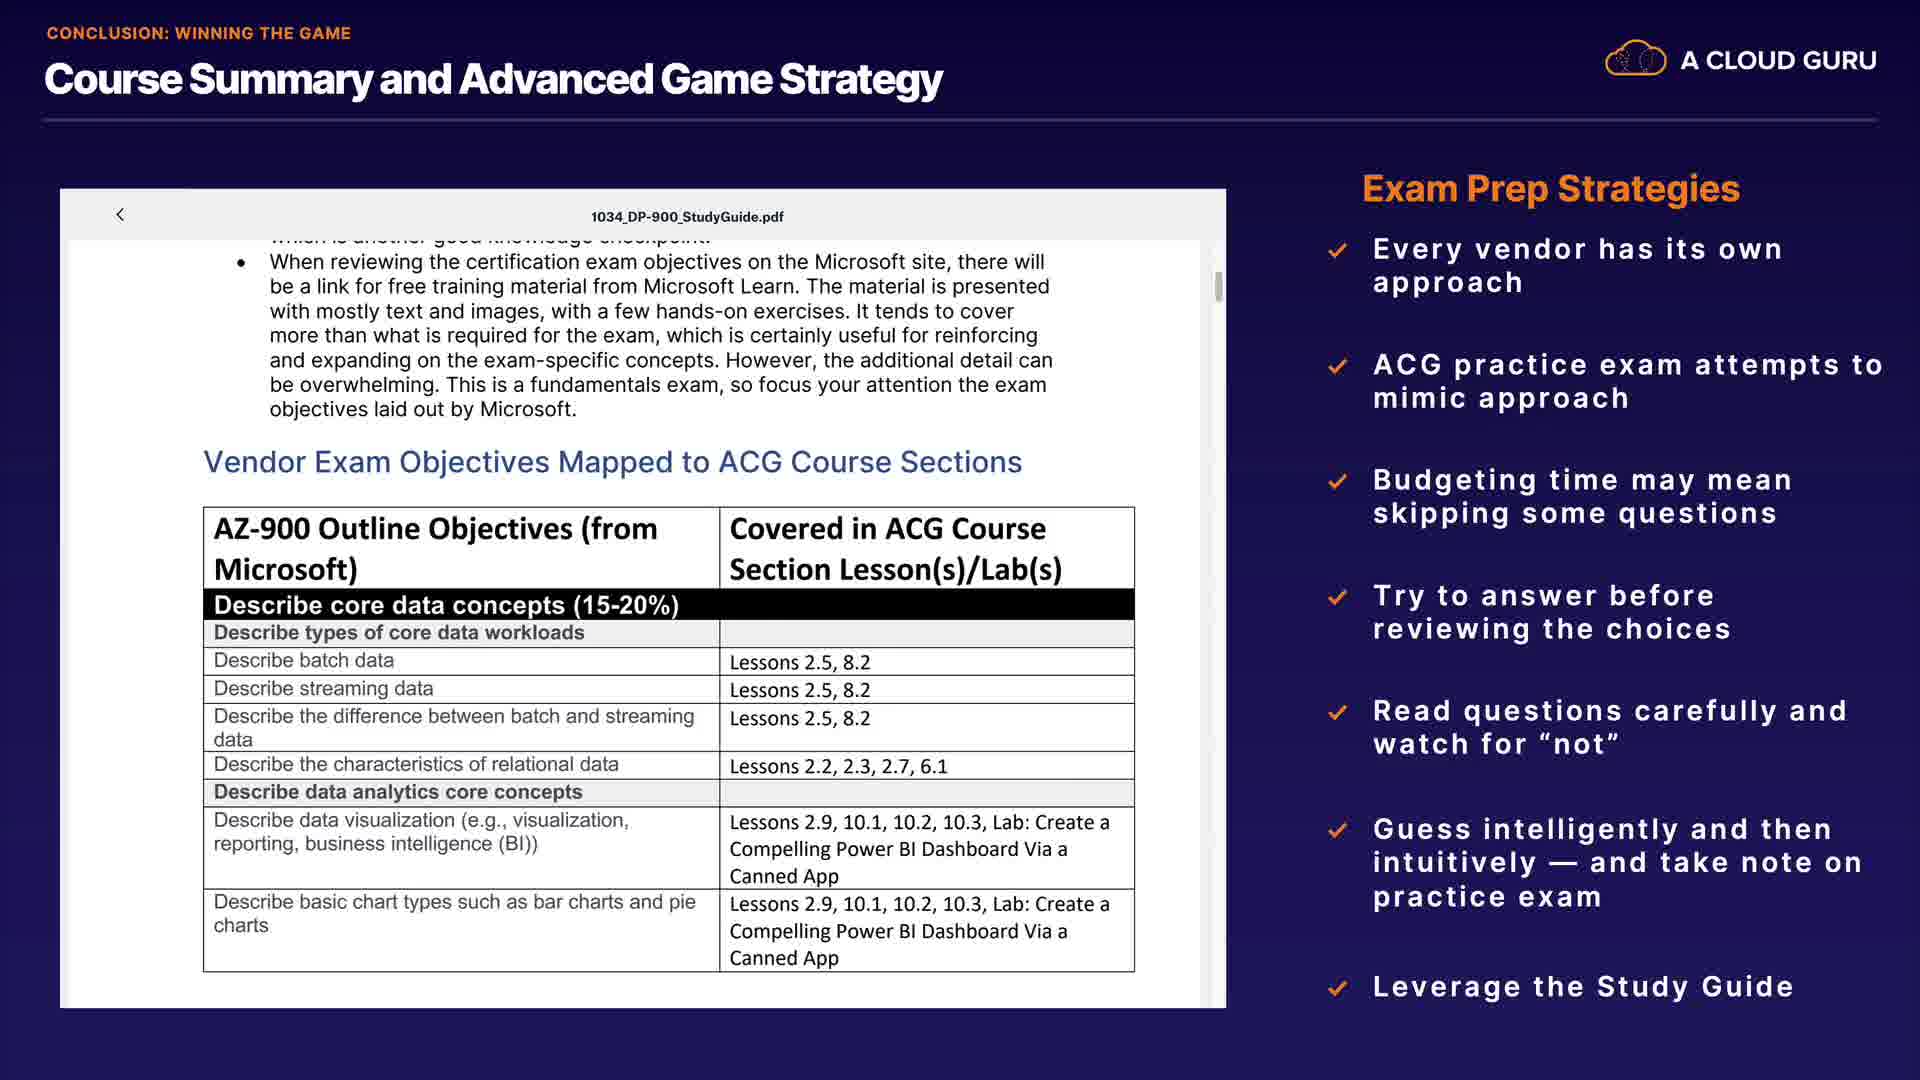 CONCLUSION: WINNING THE GAME
Course Summary and Advanced Game Strategy
A CLOUD GURU
1034_DP-900_StudyGuide.pdf
which is another good knowledge checkpoint.
• When reviewing the certification exam objectives on the Microsoft site, there will
be a link for free training material from Microsoft Learn. The material is presented
with mostly text and images, with a few hands-on exercises. It tends to cover
more than what is required for the exam, which is certainly useful for reinforcing
and expanding on the exam-specific concepts. However, the additional detail can
be overwhelming. This is a fundamentals exam, so focus your attention the exam
objectives laid out by Microsoft.
Vendor Exam Objectives Mapped to ACG Course Sections
AZ-900 Outline Objectives (from
Microsoft)
Covered in ACG Course
Section Lesson(s)/Lab(s)
Describe core data concepts (15-20%)
Describe types of core data workloads
Describe batch data
Lessons 2.5, 8.2
Describe streaming data
Lessons 2.5, 8.2
Describe the difference between batch and streaming
data
Lessons 2.5, 8.2
Describe the characteristics of relational data
Lessons 2.2, 2.3, 2.7, 6.1
Describe data analytics core concepts
Describe data visualization (e.g., visualization,
reporting, business intelligence (BI))
Lessons 2.9, 10.1, 10.2, 10.3, Lab: Create a
Compelling Power BI Dashboard Via a
Canned App
Describe basic chart types such as bar charts and pie
charts
Lessons 2.9, 10.1, 10.2, 10.3, Lab: Create a
Compelling Power BI Dashboard Via a
Canned App
Exam Prep Strategies
Every vendor has its own
approach
ACG practice exam attempts to
mimic approach
Budgeting time may mean
skipping some questions
Try to answer before
reviewing the choices
Read questions carefully and
watch for “not”
Guess intelligently and then
intuitively — and take note on
practice exam
Leverage the Study Guide